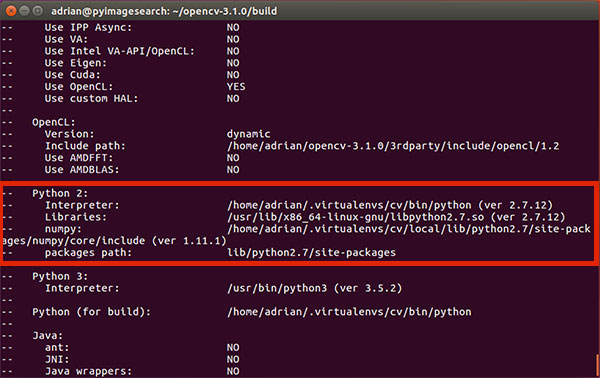 adrian@pyimagesearch: ~/opencv-3.1.0/build
-- Use IPP Async: NO
-- Use VA: NO
-- Use Intel VA-API/OpenCL: NO
-- Use Eigen: NO
-- Use Cuda: NO
-- Use OpenCL: YES
-- Use custom HAL: NO
--
-- OpenCL:
-- Version: dynamic
-- Include path: /home/adrian/opencv-3.1.0/3rdparty/include/opencl/1.2
-- Use AMDFFT: NO
-- Use AMDBLAS: NO
--
-- Python 2:
-- Interpreter: /home/adrian/.virtualenvs/cv/bin/python (ver 2.7.12)
-- Libraries: /usr/lib/x86_64-linux-gnu/libpython2.7.so (ver 2.7.12)
-- numpy: /home/adrian/.virtualenvs/cv/local/lib/python2.7/site-pack
ages/numpy/core/include (ver 1.11.1)
-- packages path: lib/python2.7/site-packages
--
-- Python 3:
-- Interpreter: /usr/bin/python3 (ver 3.5.2)
--
-- Python (for build): /home/adrian/.virtualenvs/cv/bin/python
--
-- Java:
-- ant: NO
-- JNI: NO
-- Java wrappers: NO